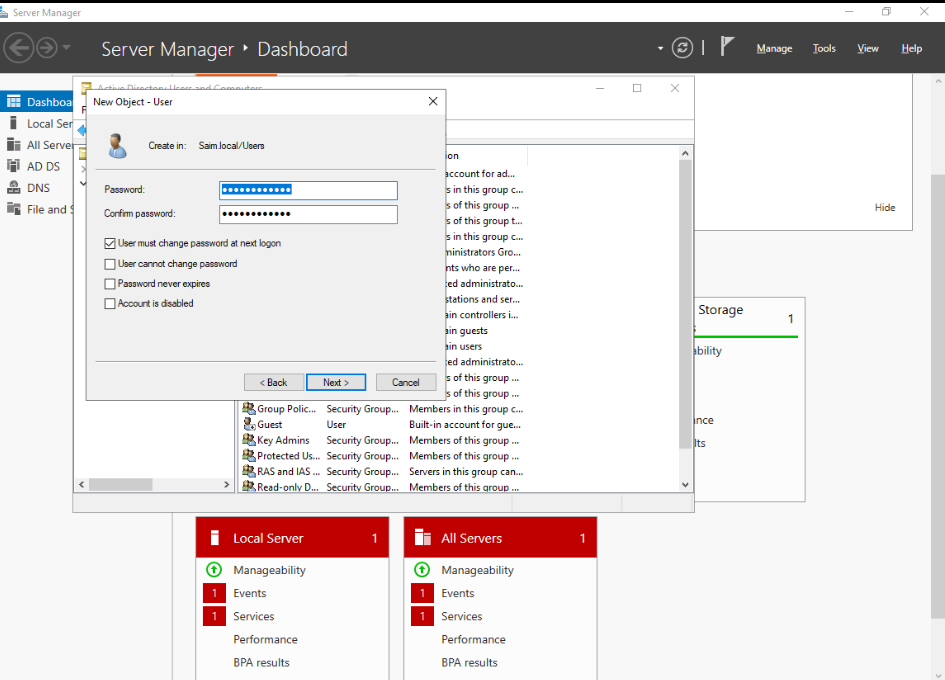 Server Manager
Server Manager ‣ Dashboard
Manage Tools View Help
Active Directory Users and Computers
New Object - User
Create in: Saim.local/Users
Password:
Confirm password:
User must change password at next logon
User cannot change password
Password never expires
Account is disabled
< Back
Next >
Cancel
Dashboa
Local Ser
All Server
AD DS
DNS
File and S
ion
account for ad...
s in this group c...
s of this group ...
s of this group t...
s in this group c...
ministrators Gro...
nts who are per...
ted administrato...
stations and ser...
ain controllers i...
ain guests
ain users
ted administrato...
s of this group ...
s of this group ...
Group Polic... Security Group... Members in this group c...
Guest User Built-in account for gue...
Key Admins Security Group... Members of this group ...
Protected Us... Security Group... Members of this group ...
RAS and IAS ... Security Group... Servers in this group can...
Read-only D... Security Group... Members of this group ...
Hide
Storage 1
s
ability
nce
lts
Local Server 1
Manageability
1 Events
1 Services
Performance
BPA results
All Servers 1
Manageability
1 Events
1 Services
Performance
BPA results